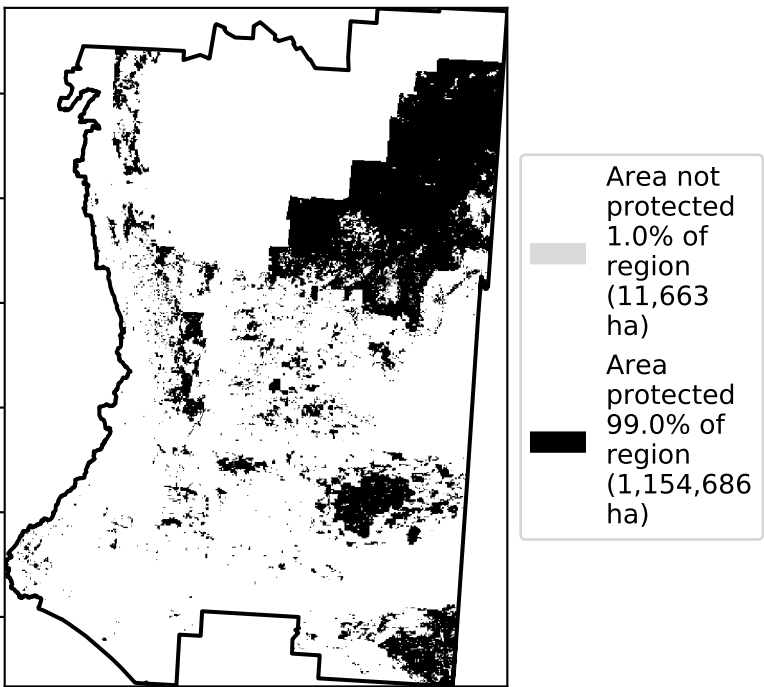 Area not
protected
1.0% of
region
(11,663
ha)
Area
protected
99.0% of
region
(1,154,686
ha)